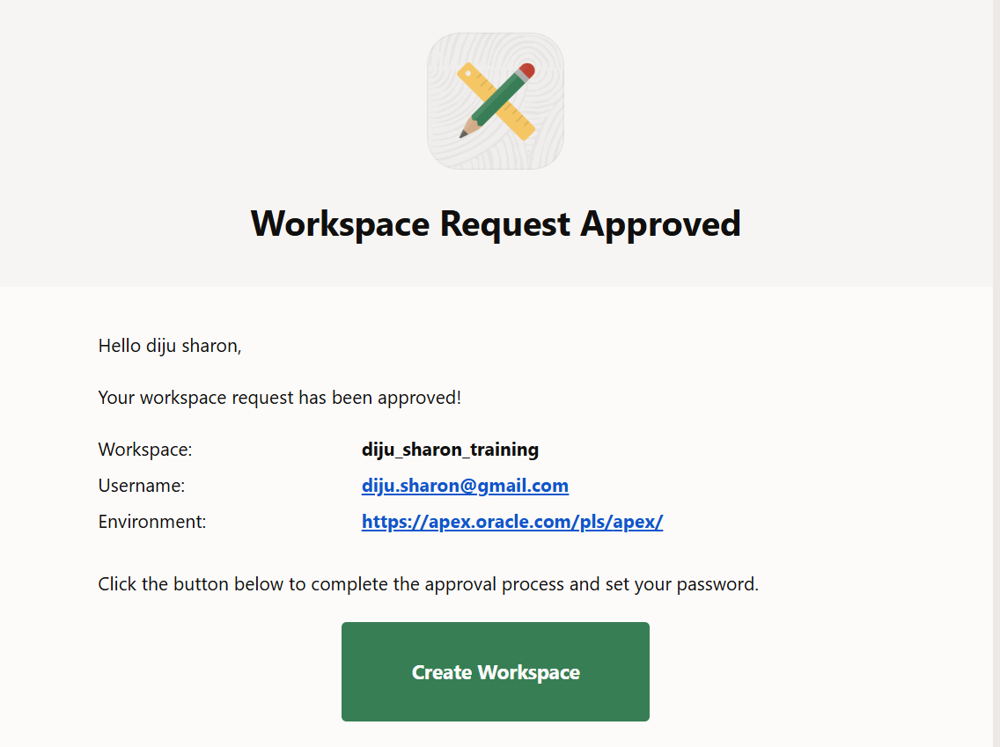 Workspace Request Approved
Hello diju sharon,
Your workspace request has been approved!
Workspace: diju_sharon_training
Username: diju.sharon@gmail.com
Environment: https://apex.oracle.com/pls/apex/
Click the button below to complete the approval process and set your password.
Create Workspace